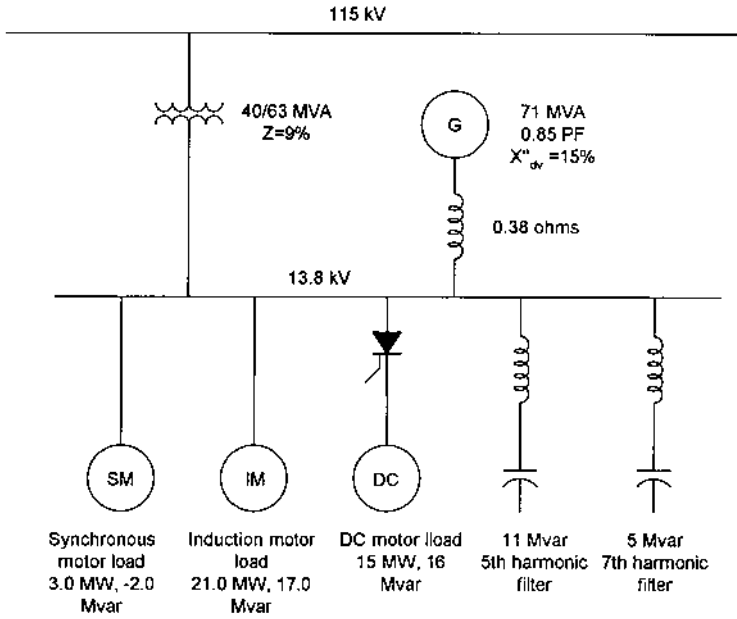 115 kV
40/63 MVA
Z=9%
G
71 MVA
0.85 PF
X"dv =15%
0.38 ohms
13.8 kV
SM
IM
DC
Synchronous
motor load
3.0 MW, -2.0
Mvar
Induction motor
load
21.0 MW, 17.0
Mvar
DC motor lload
15 MW, 16
Mvar
11 Mvar
5th harmonic
filter
5 Mvar
7th harmonic
filter